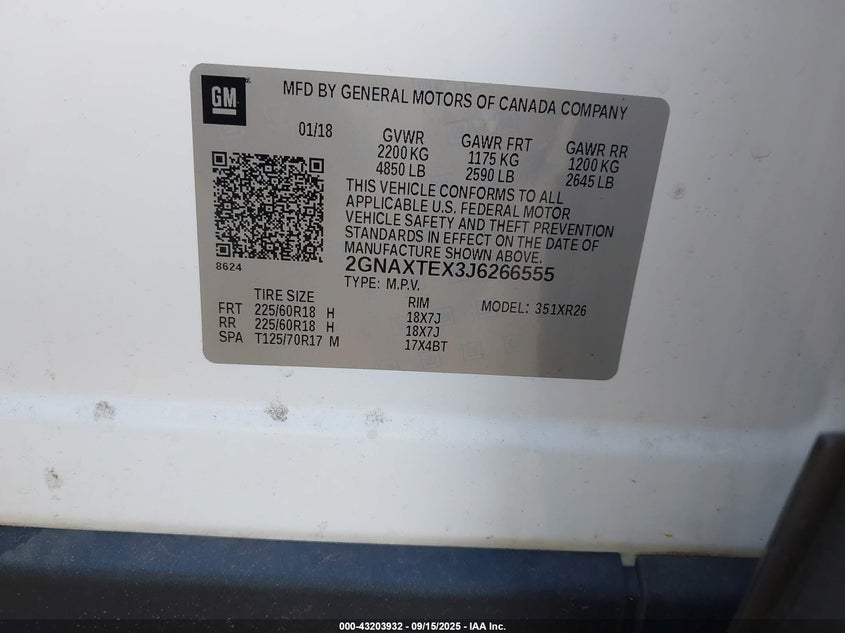 GM
MFD BY GENERAL MOTORS OF CANADA COMPANY
01/18 GVWR GAWR FRT GAWR RR
2200 KG 1175 KG 1200 KG
4850 LB 2590 LB 2645 LB
THIS VEHICLE CONFORMS TO ALL
APPLICABLE U.S. FEDERAL MOTOR
VEHICLE SAFETY AND THEFT PREVENTION
STANDARDS IN EFFECT ON THE DATE OF
MANUFACTURE SHOWN ABOVE.
8624 2GNAXTEX3J6266555
TYPE: M.P.V.
TIRE SIZE RIM MODEL: 351XR26
FRT 225/60R18 H 18X7J
RR 225/60R18 H 18X7J
SPA T125/70R17 M 17X4BT
000-43203932 - 09/15/2025 - IAA Inc.